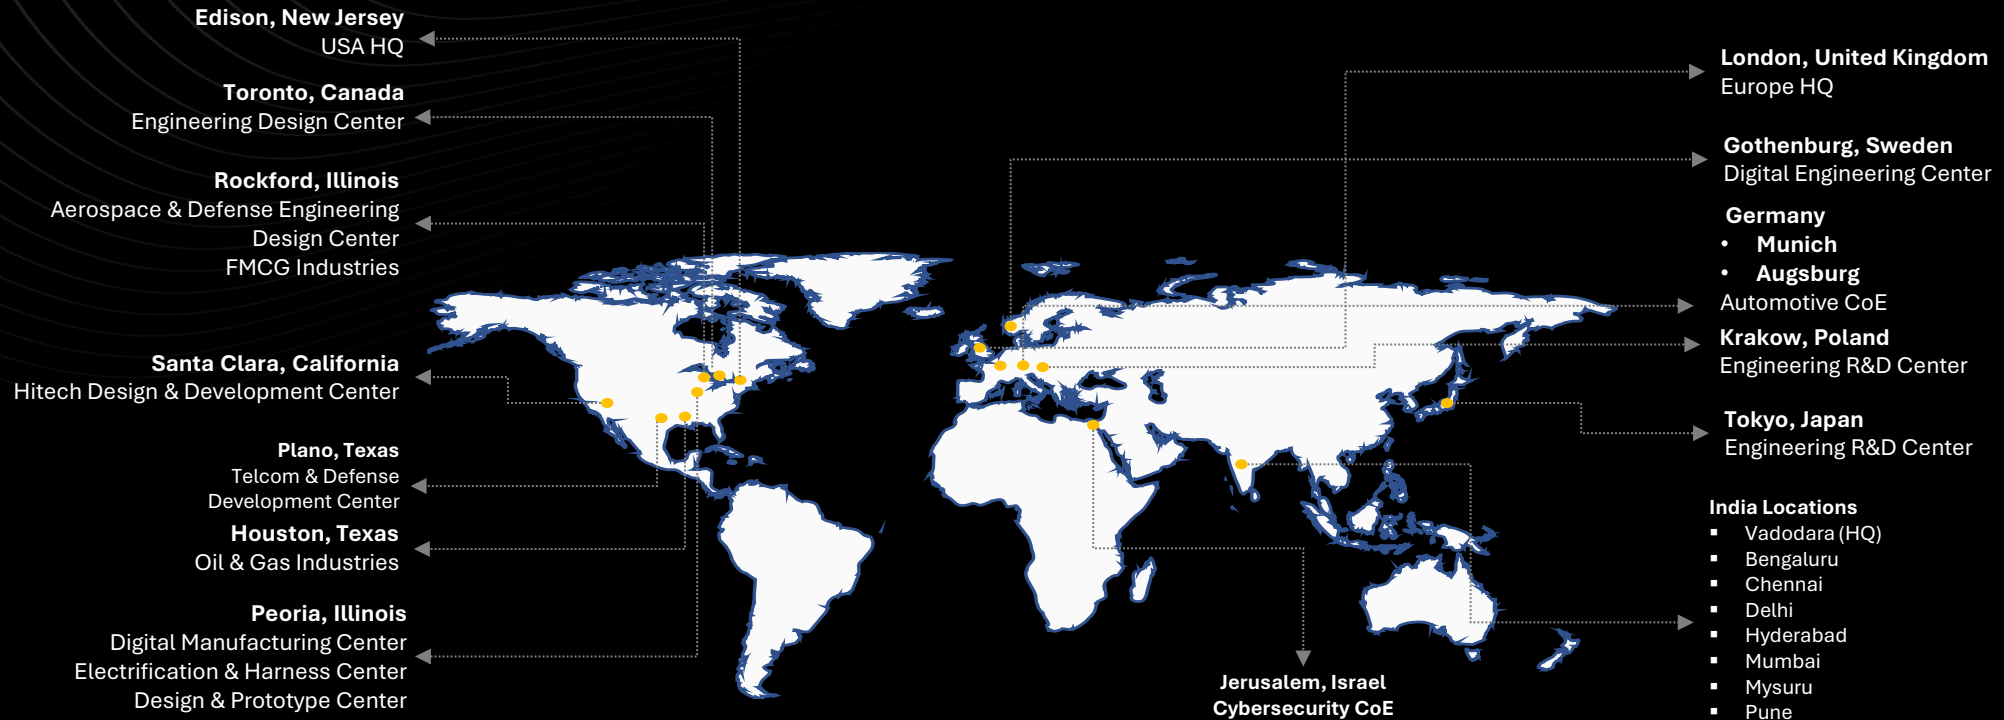 Edison, New Jersey
USA HQ
Toronto, Canada
Engineering Design Center
Rockford, Illinois
Aerospace & Defense Engineering
Design Center
FMCG Industries
Santa Clara, California
Hitech Design & Development Center
Plano, Texas
Telcom & Defense
Development Center
Houston, Texas
Oil & Gas Industries
Peoria, Illinois
Digital Manufacturing Center
Electrification & Harness Center
Design & Prototype Center
London, United Kingdom
Europe HQ
Gothenburg, Sweden
Digital Engineering Center
Germany
• Munich
• Augsburg
Automotive CoE
Krakow, Poland
Engineering R&D Center
Tokyo, Japan
Engineering R&D Center
India Locations
▪ Vadodara (HQ)
▪ Bengaluru
▪ Chennai
▪ Delhi
▪ Hyderabad
▪ Mumbai
▪ Mysuru
▪ Pune
Jerusalem, Israel
Cybersecurity CoE